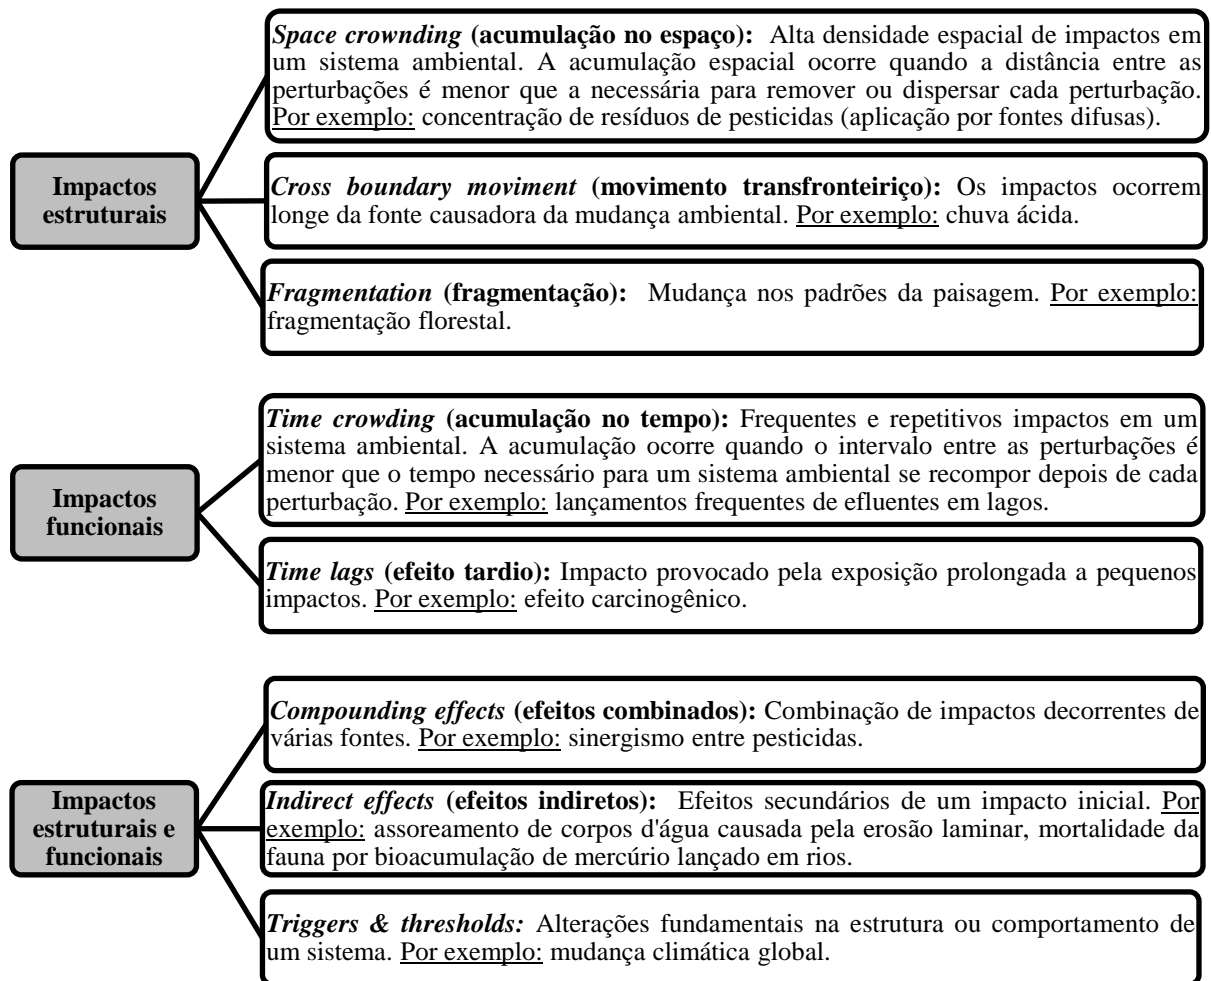 Space crownding (acumulação no espaço): Alta densidade espacial de impactos em
um sistema ambiental. A acumulação espacial ocorre quando a distância entre as
perturbações é menor que a necessária para remover ou dispersar cada perturbação.
Por exemplo: concentração de resíduos de pesticidas (aplicação por fontes difusas).
Impactos
estruturais
Cross boundary moviment (movimento transfronteiriço): Os impactos ocorrem
longe da fonte causadora da mudança ambiental. Por exemplo: chuva ácida.
Fragmentation (fragmentação): Mudança nos padrões da paisagem. Por exemplo:
fragmentação florestal.
Time crowding (acumulação no tempo): Frequentes e repetitivos impactos em um
sistema ambiental. A acumulação ocorre quando o intervalo entre as perturbações é
menor que o tempo necessário para um sistema ambiental se recompor depois de cada
perturbação. Por exemplo: lançamentos frequentes de efluentes em lagos.
Impactos
funcionais
Time lags (efeito tardio): Impacto provocado pela exposição prolongada a pequenos
impactos. Por exemplo: efeito carcinogênico.
Compounding effects (efeitos combinados): Combinação de impactos decorrentes de
várias fontes. Por exemplo: sinergismo entre pesticidas.
Impactos
estruturais e
funcionais
Indirect effects (efeitos indiretos): Efeitos secundários de um impacto inicial. Por
exemplo: assoreamento de corpos d'água causada pela erosão laminar, mortalidade da
fauna por bioacumulação de mercúrio lançado em rios.
Triggers & thresholds: Alterações fundamentais na estrutura ou comportamento de
um sistema. Por exemplo: mudança climática global.